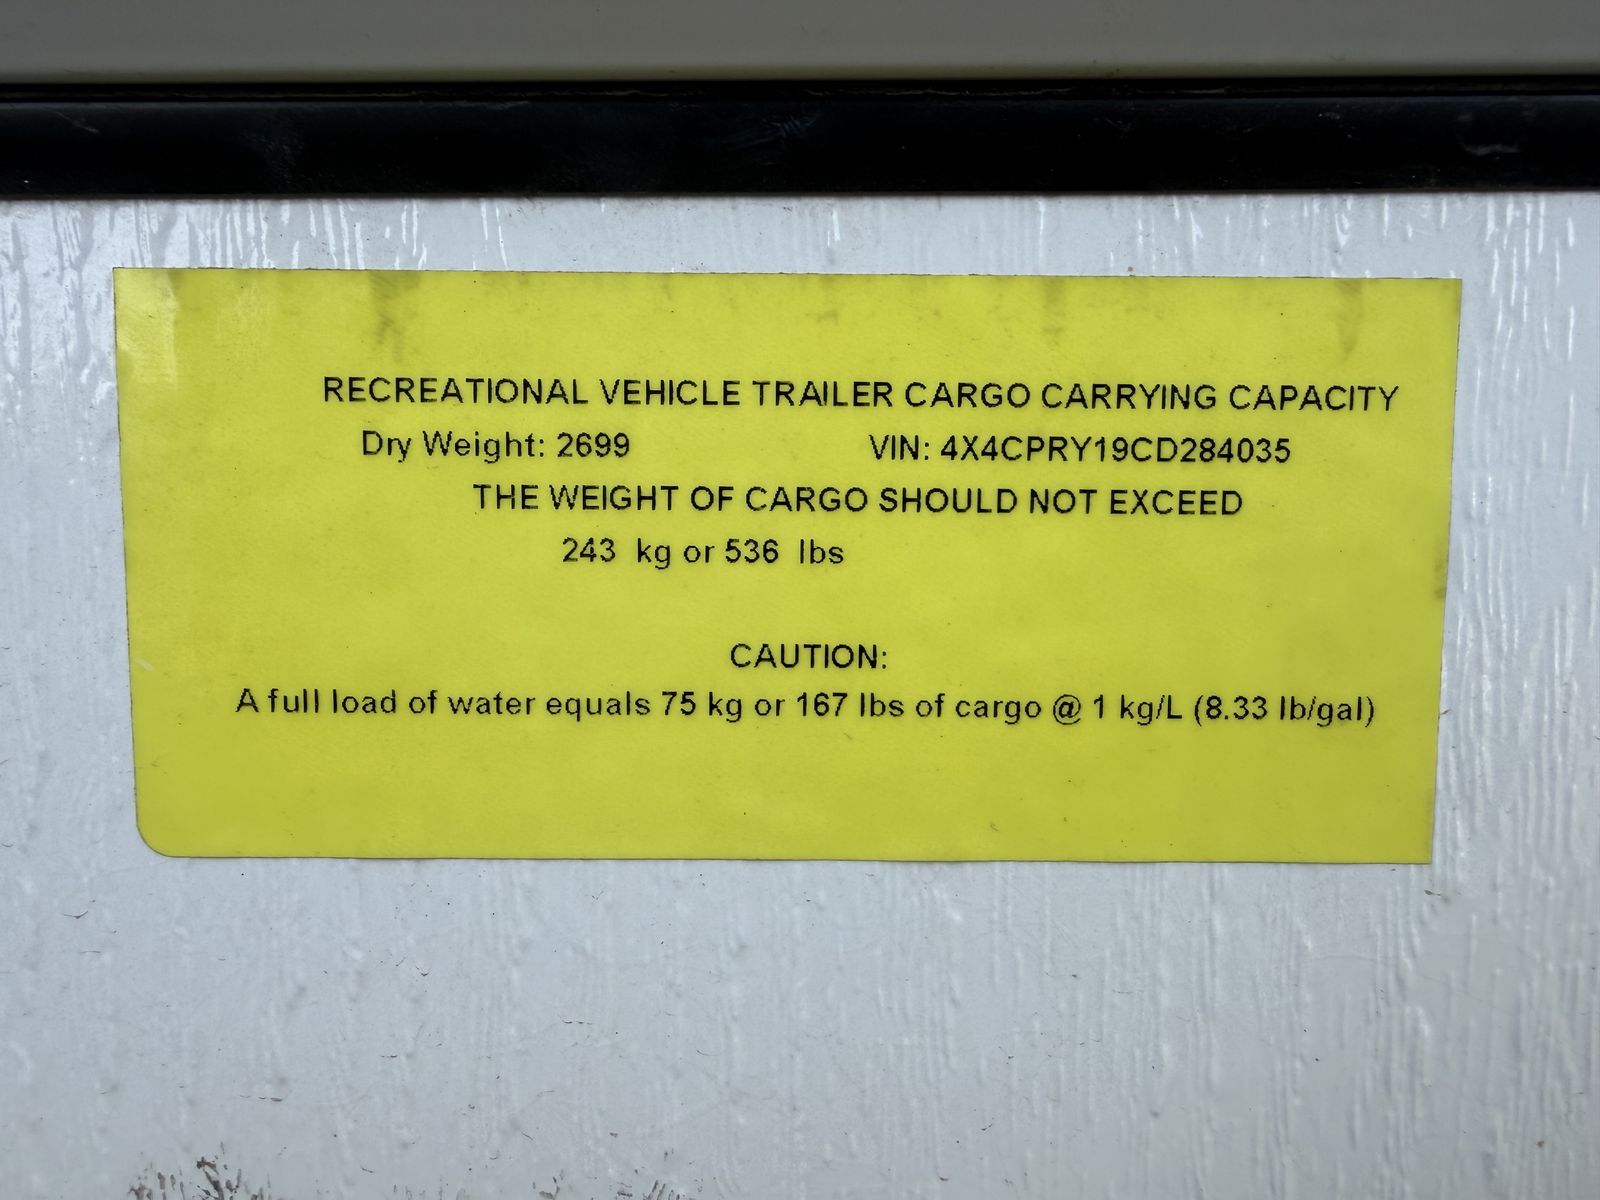 RECREATIONAL VEHICLE TRAILER CARGO CARRYING CAPACITY
Dry Weight: 2699 VIN: 4X4CPRY19CD284035
THE WEIGHT OF CARGO SHOULD NOT EXCEED
243 kg or 536 lbs
CAUTION:
A full load of water equals 75 kg or 167 lbs of cargo @ 1 kg/L (8.33 lb/gal)